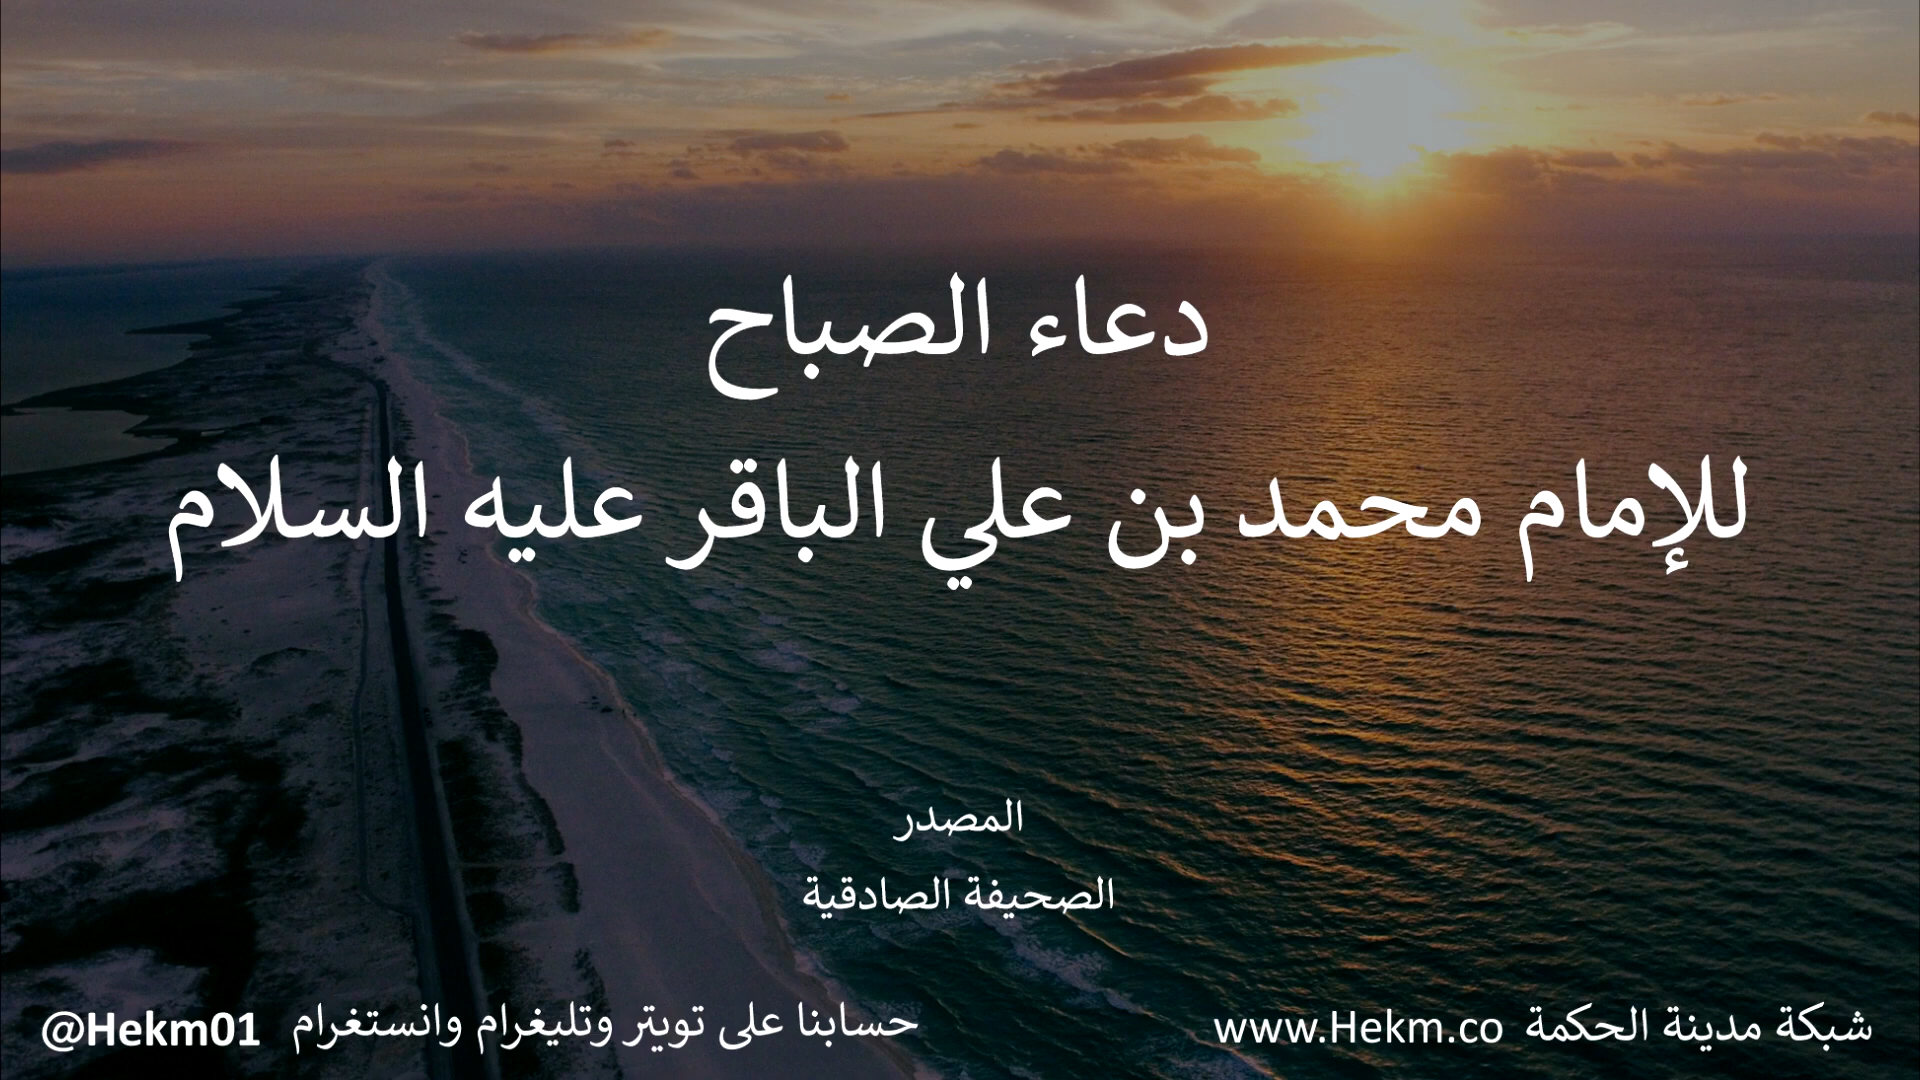 دعاء الصباح
للإمام محمد بن علي الباقر عليه السلام
المصدر
الصحيفة الصادقية
شبكة مدينة الحكمة www.Hekm.co
حسابنا على تويتر وتليغرام وانستغرام @Hekm01